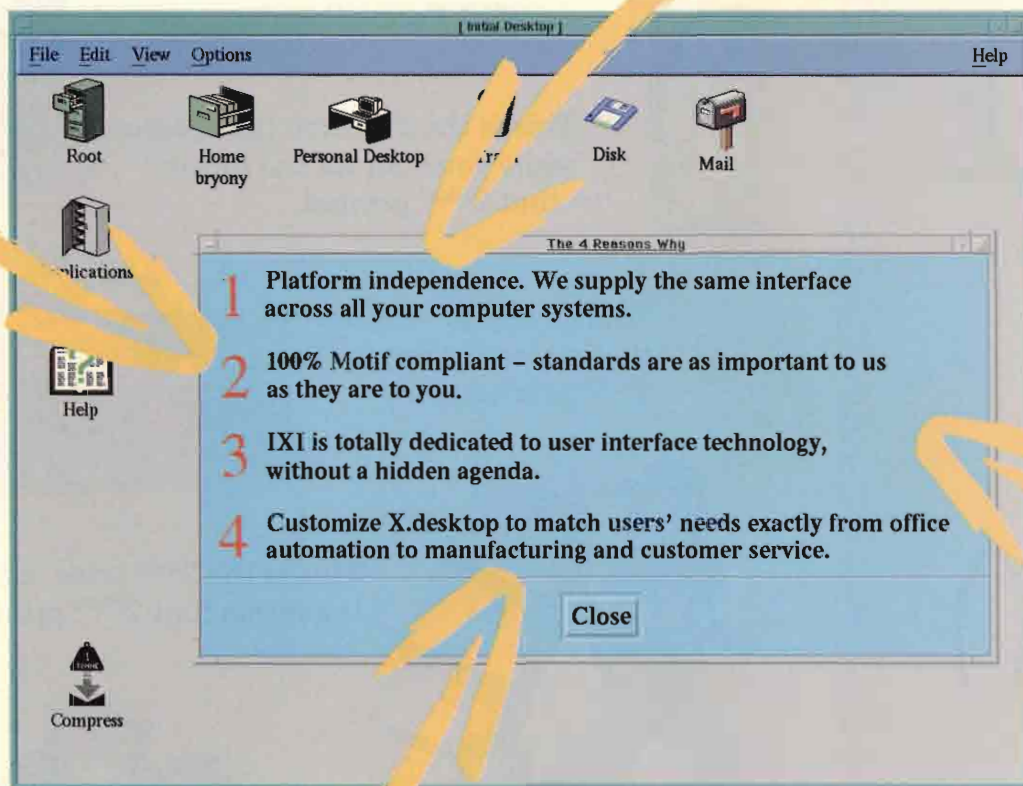 [ Initial Desktop ]
File Edit View Options Help
Root
Home
bryony
Personal Desktop
Disk
Mail
The 4 Reasons Why
1 Platform independence. We supply the same interface
across all your computer systems.
2 100% Motif compliant – standards are as important to us
as they are to you.
3 IXI is totally dedicated to user interface technology,
without a hidden agenda.
4 Customize X.desktop to match users' needs exactly from office
automation to manufacturing and customer service.
Close
Help
Compress